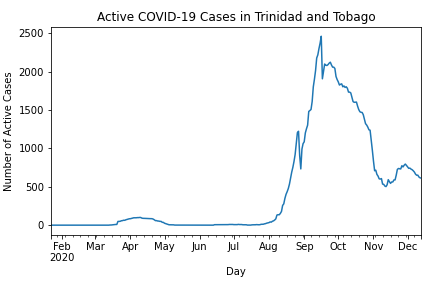 Active COVID-19 Cases in Trinidad and Tobago
Number of Active Cases
2500
2000
1500
1000
500
0
Feb Mar Apr May Jun Jul Aug Sep Oct Nov Dec
2020
Day